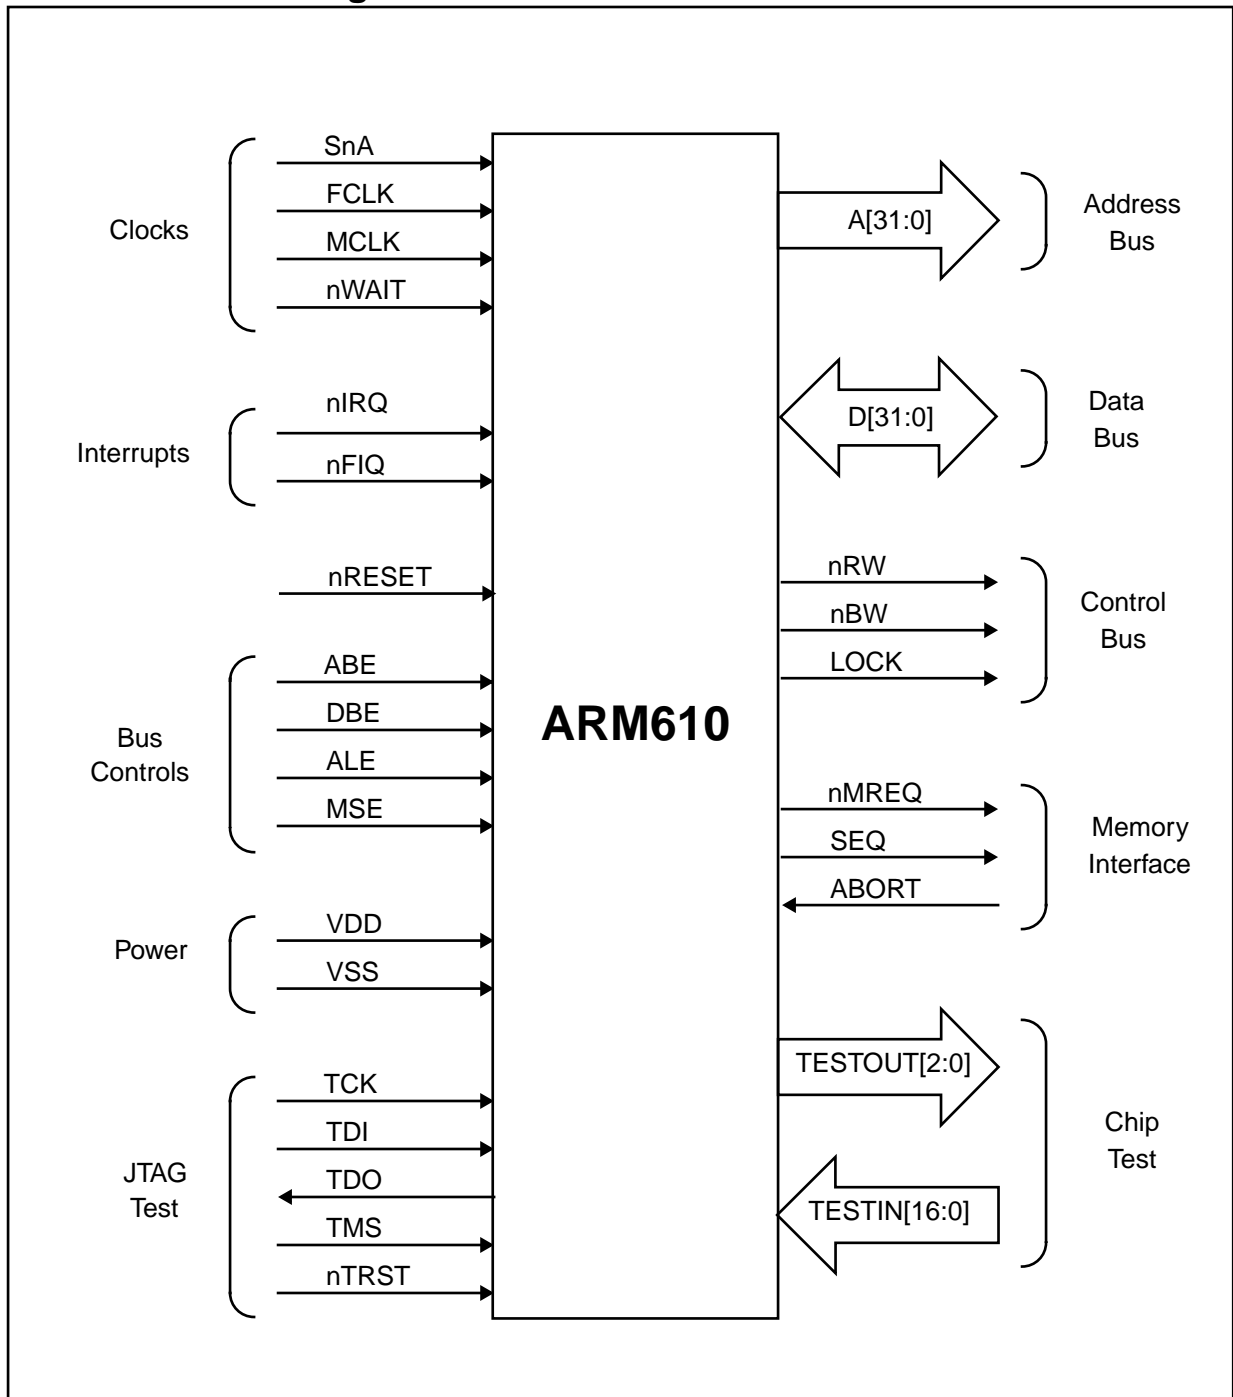 SnA
FCLK
MCLK
nWAIT
Clocks
nIRQ
nFIQ
Interrupts
nRESET
ABE
DBE
ALE
MSE
Bus
Controls
VDD
VSS
Power
TCK
TDI
TDO
TMS
nTRST
JTAG
Test
ARM610
A[31:0]
Address
Bus
D[31:0]
Data
Bus
nRW
nBW
LOCK
Control
Bus
nMREQ
SEQ
ABORT
Memory
Interface
TESTOUT[2:0]
TESTIN[16:0]
Chip
Test